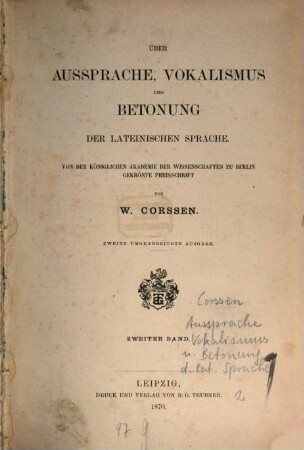 ÜBER
AUSSPRACHE, VOKALISMUS
UND
BETONUNG
DER LATEINISCHEN SPRACHE.
VON DER KÖNIGLICHEN AKADEMIE DER WISSENSCHAFTEN ZU BERLIN
GEKRÖNTE PREISSCHRIFT
VON
W. CORSSEN.
ZWEITE UMGEARBEITETE AUSGABE.
Corssen
Aussprache
Vokalismus
u. Betonung
d. lat. Sprache
2
ZWEITER BAND.
LEIPZIG,
DRUCK UND VERLAG VON B. G. TEUBNER.
1870.